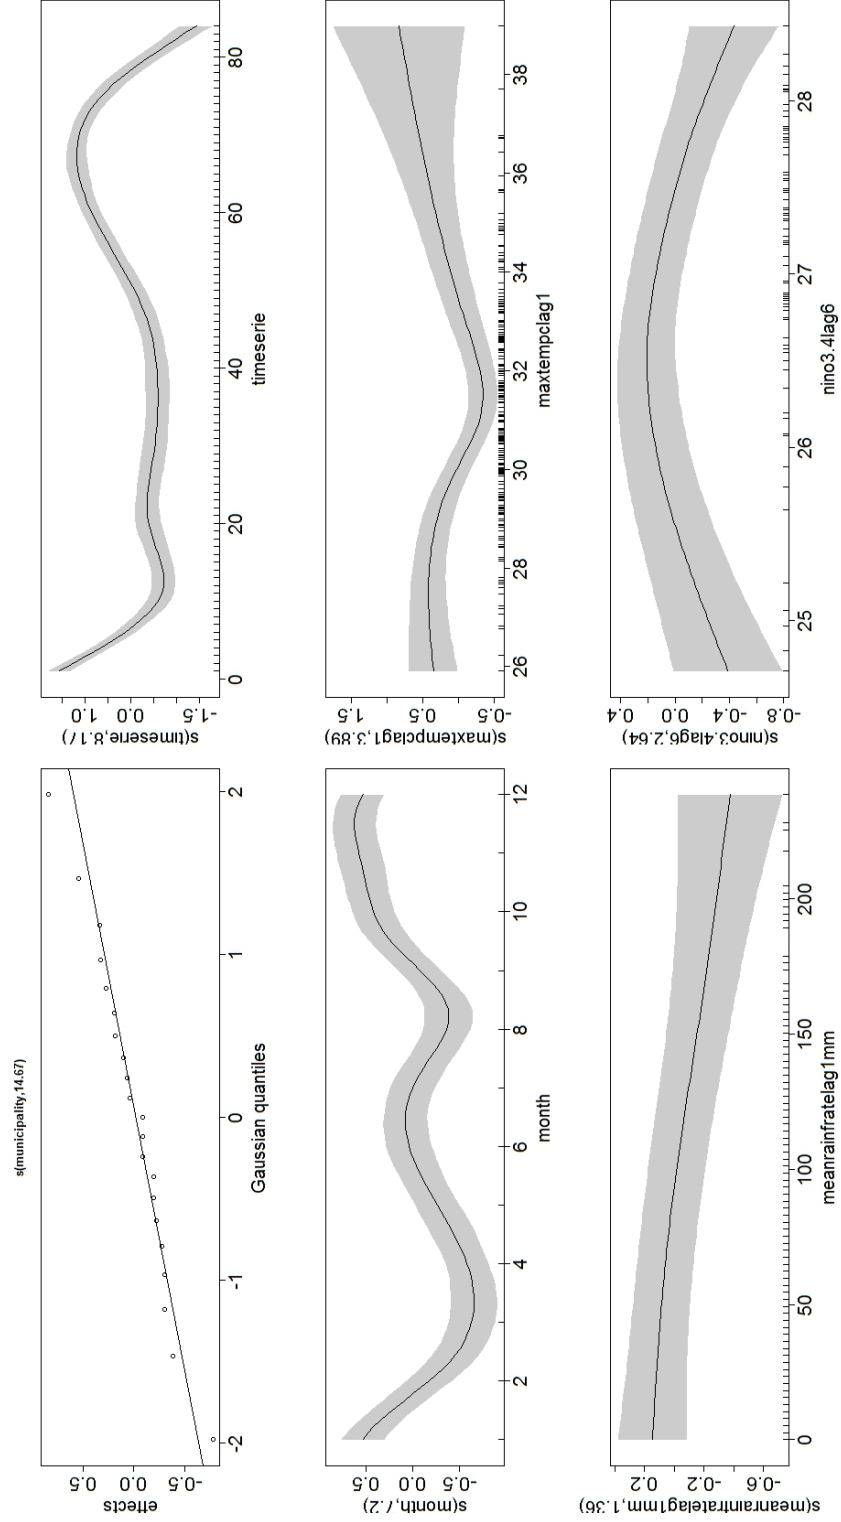 s(municipality,14.67)
effects
-0.5 0.0 0.5
-2 -1 0 1 2
Gaussian quantiles
s(timeserie,8.17)
-1.5 0.0 1.0
0 20 40 60 80
timeserie
s(month,7.2)
-0.5 0.0 0.5
2 4 6 8 10 12
month
s(maxtempclag1,3.89)
-0.5 0.5 1.5
26 28 30 32 34 36 38
maxtempclag1
s(meanrainfratelag1mm,1.36)
-0.6 -0.2 0.2
0 50 100 150 200
meanrainfratelag1mm
s(nino3.4lag6,2.64)
-0.8 -0.4 0.0 0.4
25 26 27 28
nino3.4lag6